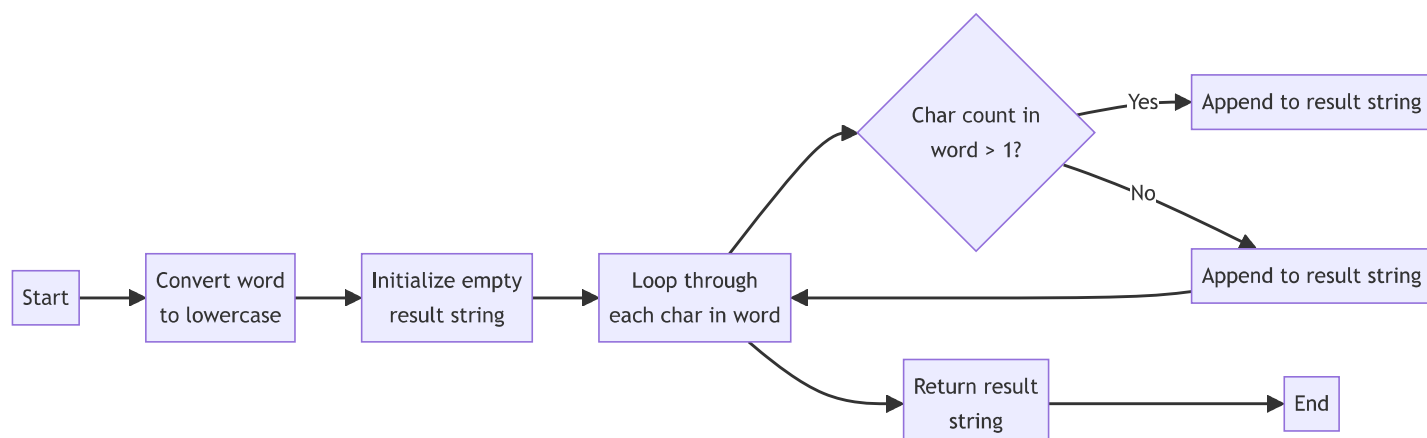 Start
Convert word
to lowercase
Initialize empty
result string
Loop through
each char in word
Char count in
word > 1?
Yes
Append to result string
No
Append to result string
Return result
string
End